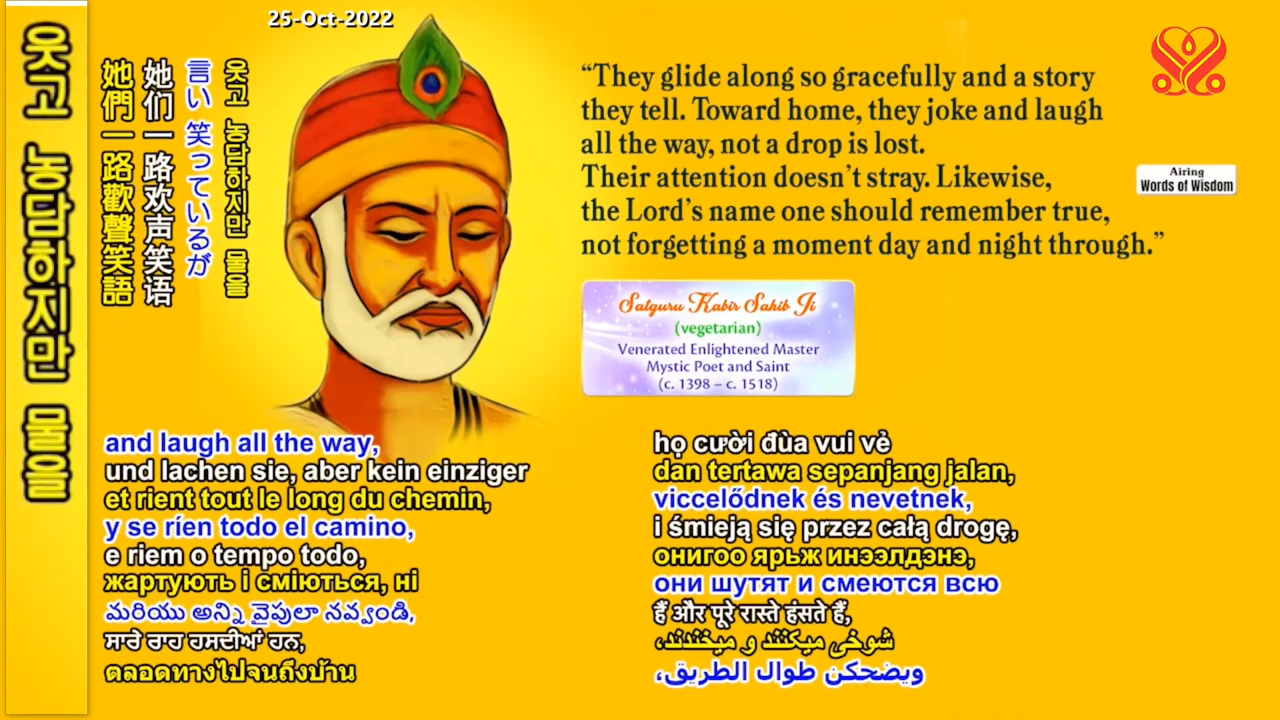 25-Oct-2022
웃고 농담하지만 물을
她們一路歡聲笑語
她们一路欢声笑语
言い 笑っているが
웃고 농담하지만 물을
“They glide along so gracefully and a story
they tell. Toward home, they joke and laugh
all the way, not a drop is lost.
Their attention doesn’t stray. Likewise,
the Lord’s name one should remember true,
not forgetting a moment day and night through.”
Airing
Words of Wisdom
Satguru Kabir Sahib Ji
(vegetarian)
Venerated Enlightened Master
Mystic Poet and Saint
(c. 1398 – c. 1518)
and laugh all the way,
und lachen sie, aber kein einziger
et rient tout le long du chemin,
y se ríen todo el camino,
e riem o tempo todo,
жартують і сміються, ні
మరియు అన్ని వైపులా నవ్వండి,
ਸਾਰੇ ਰਾਹ ਹਸਦੀਆਂ ਹਨ,
ตลอดทางไปจนถึงบ้าน
họ cười đùa vui vẻ
dan tertawa sepanjang jalan,
viccelődnek és nevetnek,
i śmieją się przez całą drogę,
онигоо ярьж инээлдэнэ,
они шутят и смеются всю
हैं और पूरे रास्ते हंसते हैं,
شوخی میکنند و میخندند،
ويضحكن طوال الطريق،